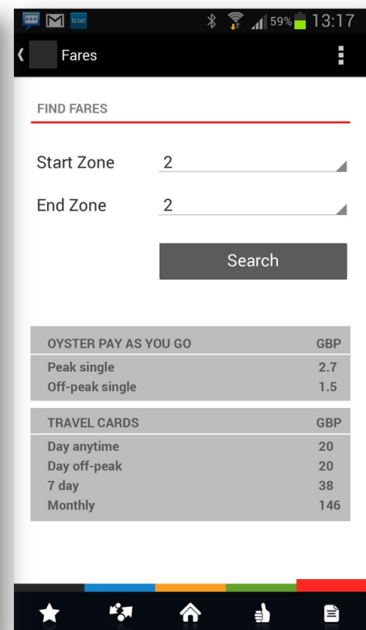 true
59% 13:17
Fares
FIND FARES
Start Zone 2
End Zone 2
Search
OYSTER PAY AS YOU GO GBP
Peak single 2.7
Off-peak single 1.5
TRAVEL CARDS GBP
Day anytime 20
Day off-peak 20
7 day 38
Monthly 146